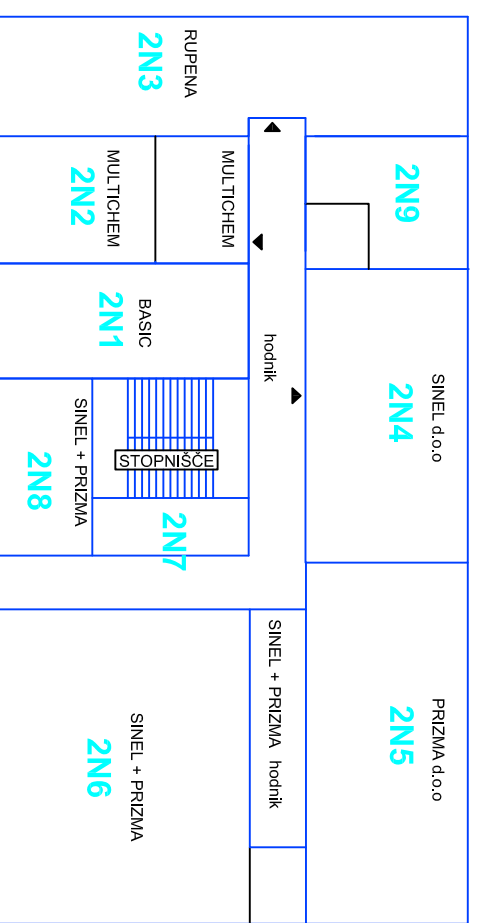 RUPENA
2N3
2N9
MULTICHEM
MULTICHEM
2N2
BASIC
2N1
hodnik
SINEL d.o.o
2N4
STOPNIŠČE
SINEL + PRIZMA
2N8
2N7
PRIZMA d.o.o
2N5
SINEL + PRIZMA hodnik
SINEL + PRIZMA
2N6